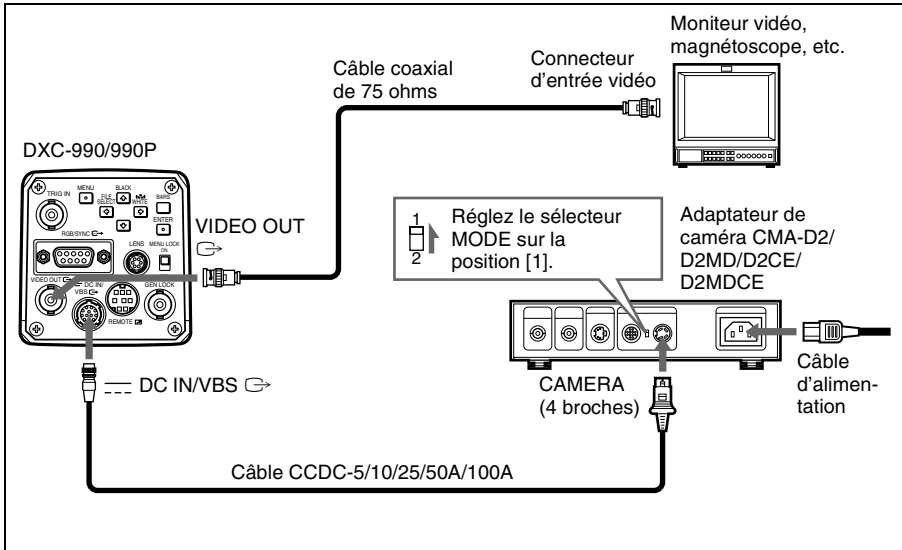 Moniteur vidéo,
magnétoscope, etc.
Connecteur
d'entrée vidéo
Câble coaxial
de 75 ohms
DXC-990/990P
TRIG IN
MENU
BLACK
FILE
SELECT
WHITE
BARS
ENTER
RGB/SYNC
LENS
MENU LOCK
ON
VIDEO OUT
DC IN/
VBS
GEN LOCK
REMOTE
VIDEO OUT
1
2
Réglez le sélecteur
MODE sur la
position [1].
Adaptateur de
caméra CMA-D2/
D2MD/D2CE/
D2MDCE
DC IN/VBS
CAMERA
(4 broches)
Câble
d'alimen-
tation
Câble CCDC-5/10/25/50A/100A